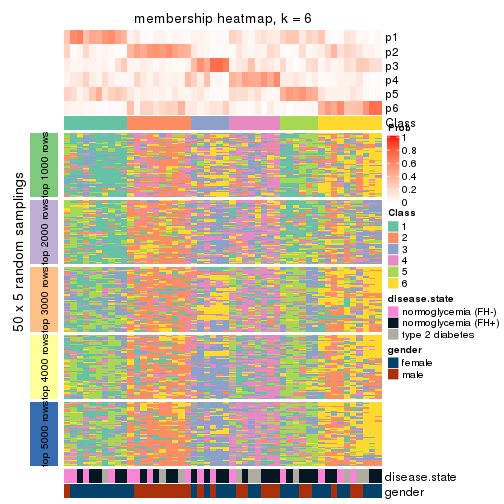 membership heatmap, k = 6
p1
p2
p3
p4
p5
p6
Class
Prob
1
0.8
0.6
0.4
0.2
0
Class
1
2
3
4
5
6
disease.state
normoglycemia (FH-)
normoglycemia (FH+)
type 2 diabetes
gender
female
male
50 x 5 random samplings
top 1000 rows
top 2000 rows
top 3000 rows
top 4000 rows
top 5000 rows
disease.state
gender